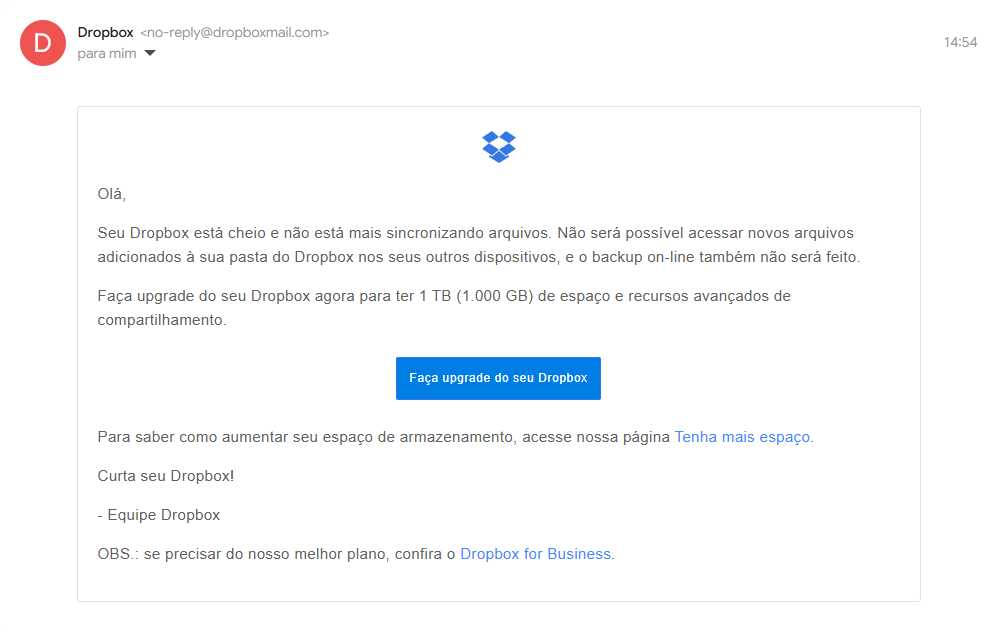 D
Dropbox <no-reply@dropboxmail.com>
para mim
14:54
Olá,
Seu Dropbox está cheio e não está mais sincronizando arquivos. Não será possível acessar novos arquivos
adicionados à sua pasta do Dropbox nos seus outros dispositivos, e o backup on-line também não será feito.
Faça upgrade do seu Dropbox agora para ter 1 TB (1.000 GB) de espaço e recursos avançados de
compartilhamento.
Faça upgrade do seu Dropbox
Para saber como aumentar seu espaço de armazenamento, acesse nossa página Tenha mais espaço.
Curta seu Dropbox!
- Equipe Dropbox
OBS.: se precisar do nosso melhor plano, confira o Dropbox for Business.